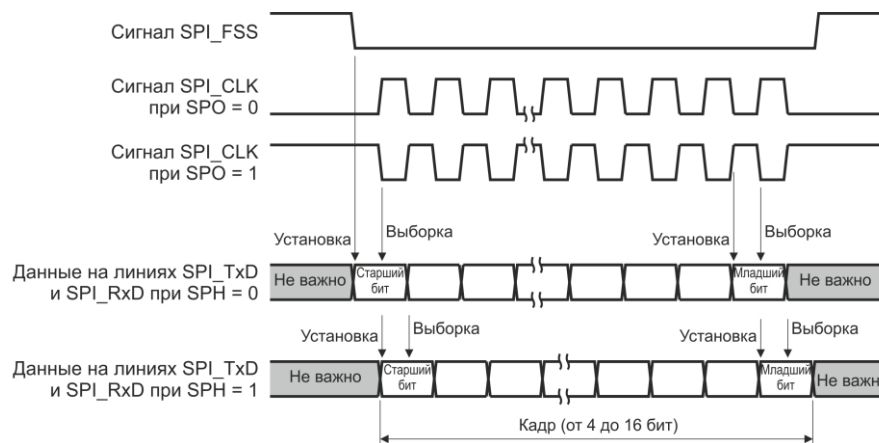 Сигнал SPI_FSS
Сигнал SPI_CLK
при SPO = 0
Сигнал SPI_CLK
при SPO = 1
Установка
Выборка
Установка
Выборка
Данные на линиях SPI_TxD
и SPI_RxD при SPH = 0
Не важно
Старший
бит
Младший
бит
Не важно
Установка
Выборка
Установка
Выборка
Данные на линиях SPI_TxD
и SPI_RxD при SPH = 1
Не важно
Старший
бит
Младший
бит
Не важн
Кадр (от 4 до 16 бит)